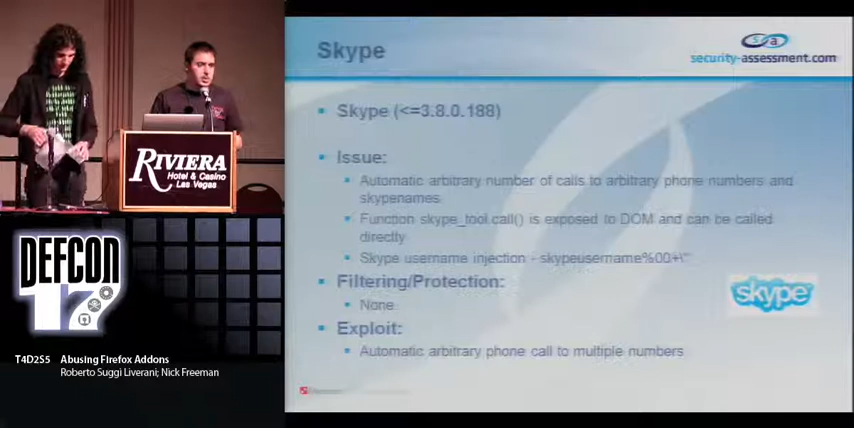 Skype
security-assessment.com
Skype (<=3.8.0.188)
Issue:
Automatic arbitrary number of calls to arbitrary phone numbers and
skypenames
Function skype_tool.call() is exposed to DOM and can be called
directly
Skype username injection - skypeusername%00+\"
Filtering/Protection:
None
Exploit:
Automatic arbitrary phone call to multiple numbers
skype
RIVIERA
Hotel & Casino
Las Vegas
DEFCON
17
T4D2S5 Abusing Firefox Addons
Roberto Suggi Liverani; Nick Freeman